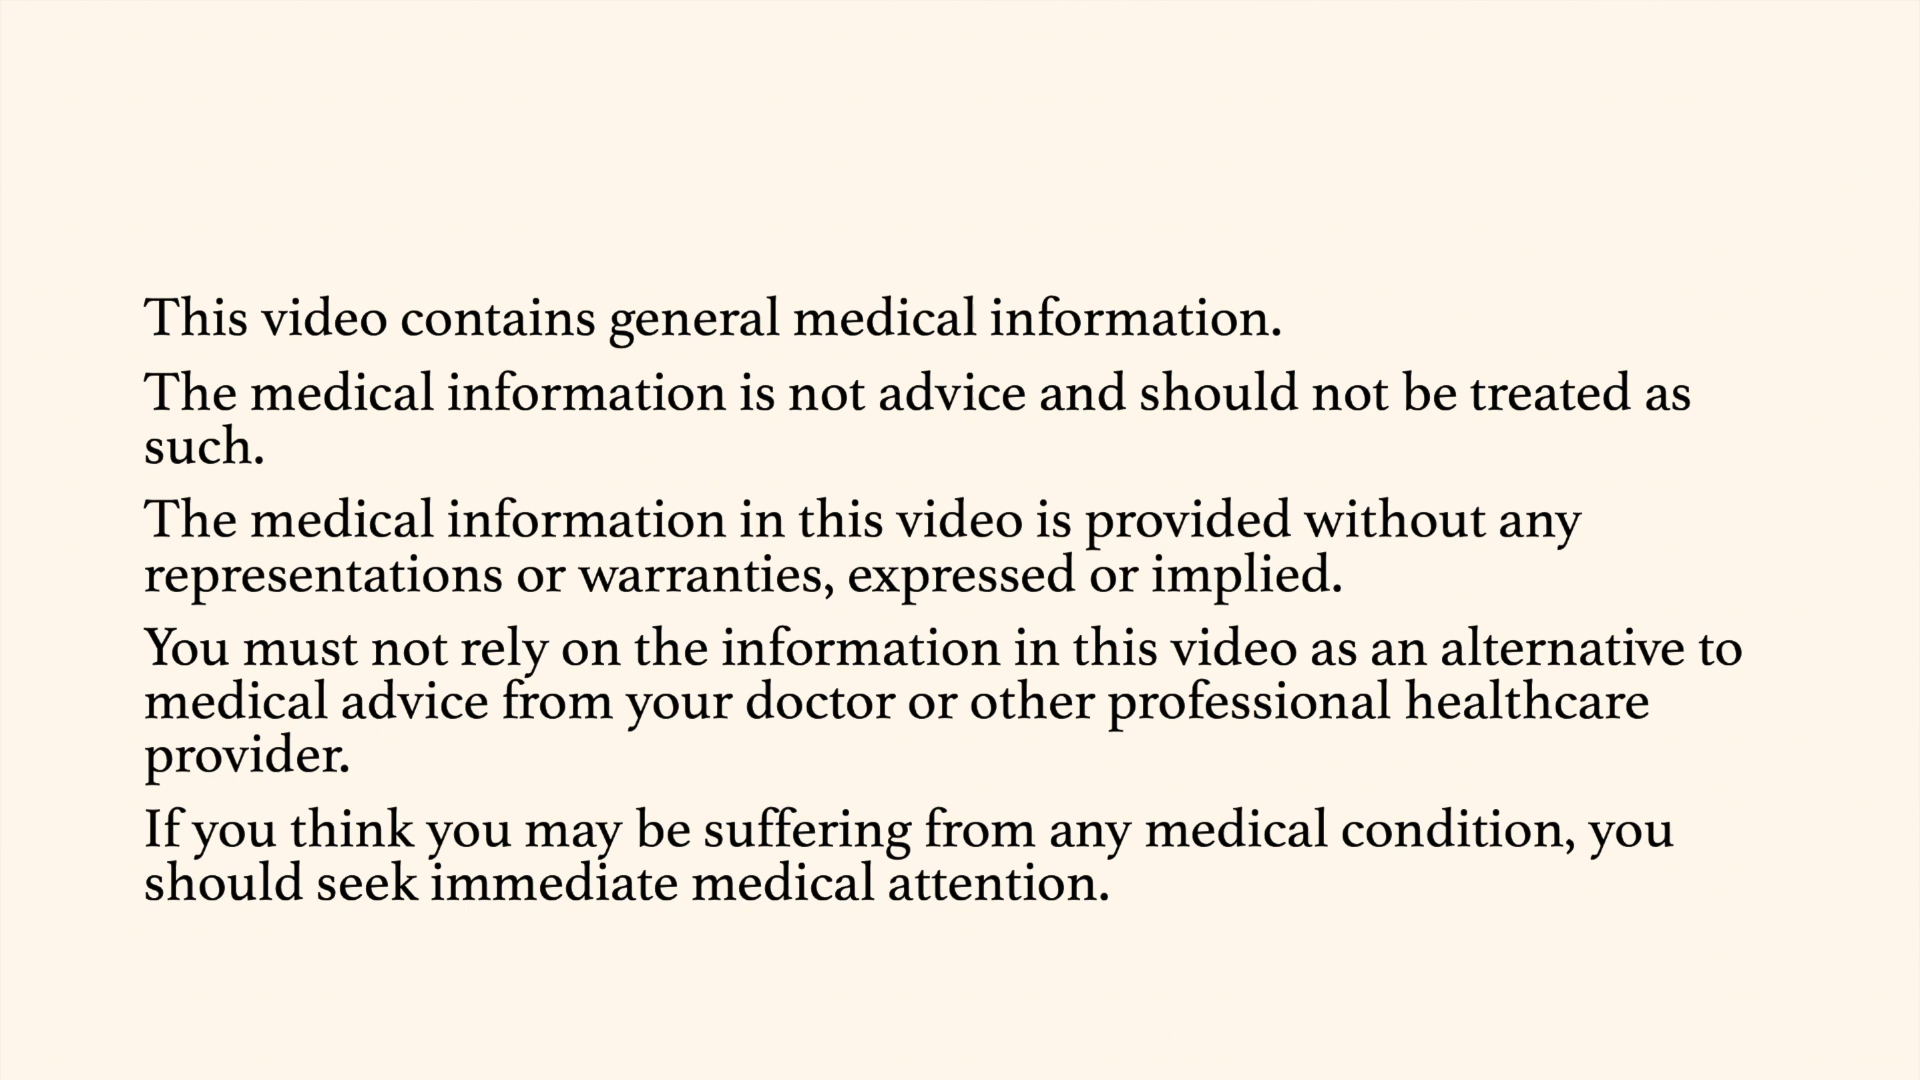 This video contains general medical information.
The medical information is not advice and should not be treated as
such.
The medical information in this video is provided without any
representations or warranties, expressed or implied.
You must not rely on the information in this video as an alternative to
medical advice from your doctor or other professional healthcare
provider.
If you think you may be suffering from any medical condition, you
should seek immediate medical attention.